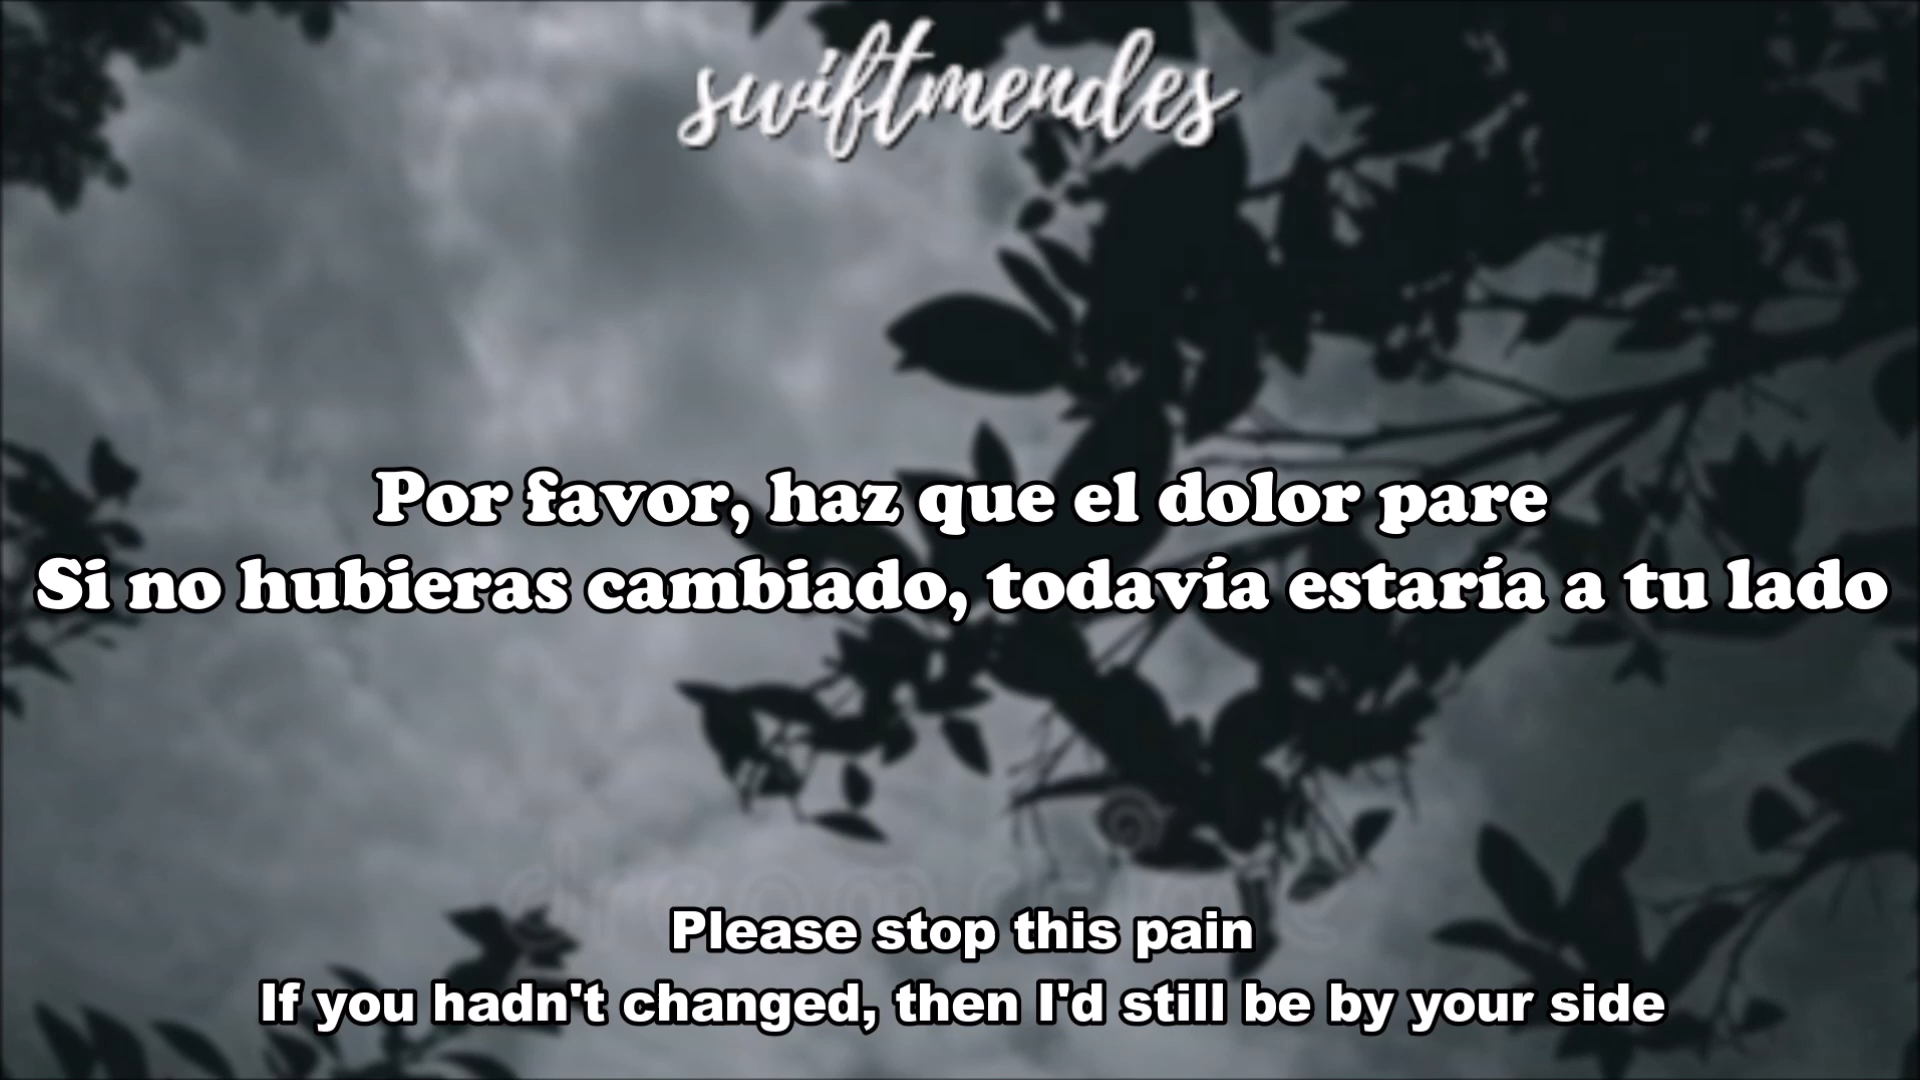 swiftmendes
Por favor, haz que el dolor pare
Si no hubieras cambiado, todavía estaría a tu lado
Please stop this pain
If you hadn't changed, then I'd still be by your side